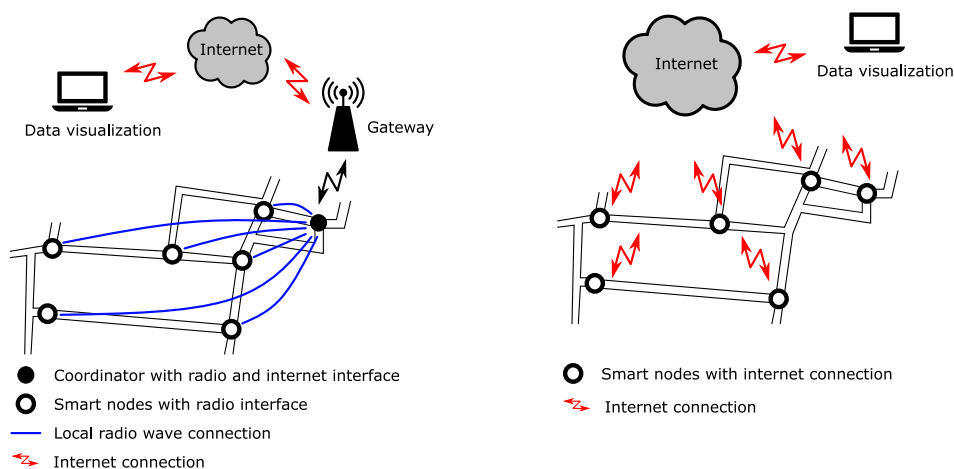 Internet
Data visualization
Gateway
Coordinator with radio and internet interface
Smart nodes with radio interface
Local radio wave connection
Internet connection
Internet
Data visualization
Smart nodes with internet connection
Internet connection